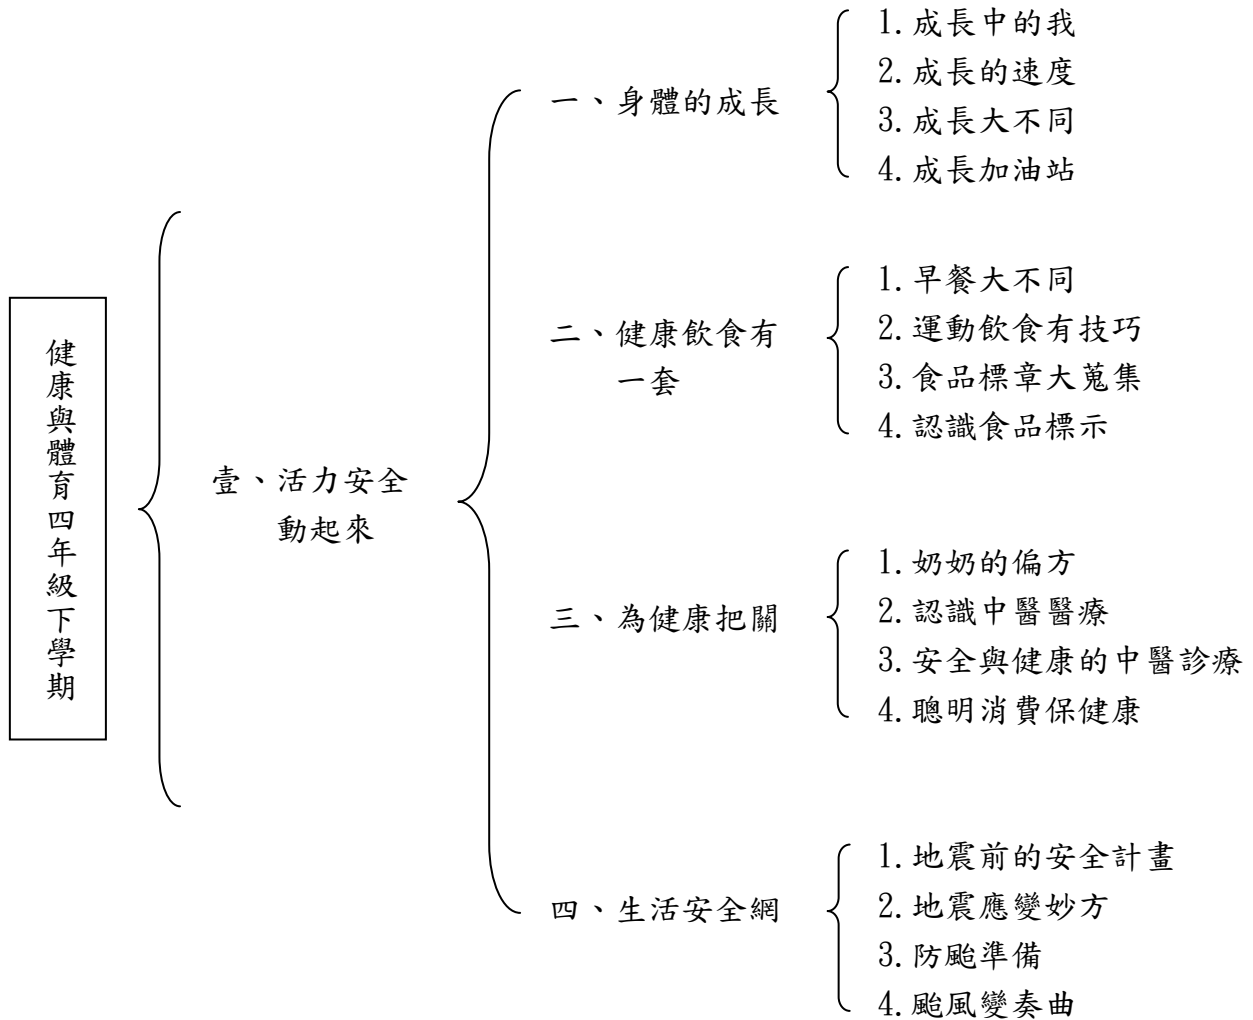 健康與體育四年級下學期
壹、活力安全
動起來
一、身體的成長
1.成長中的我
2.成長的速度
3.成長大不同
4.成長加油站
二、健康飲食有
一套
1.早餐大不同
2.運動飲食有技巧
3.食品標章大蒐集
4.認識食品標示
三、為健康把關
1.奶奶的偏方
2.認識中醫醫療
3.安全與健康的中醫診療
4.聰明消費保健康
四、生活安全網
1.地震前的安全計畫
2.地震應變妙方
3.防颱準備
4.颱風變奏曲